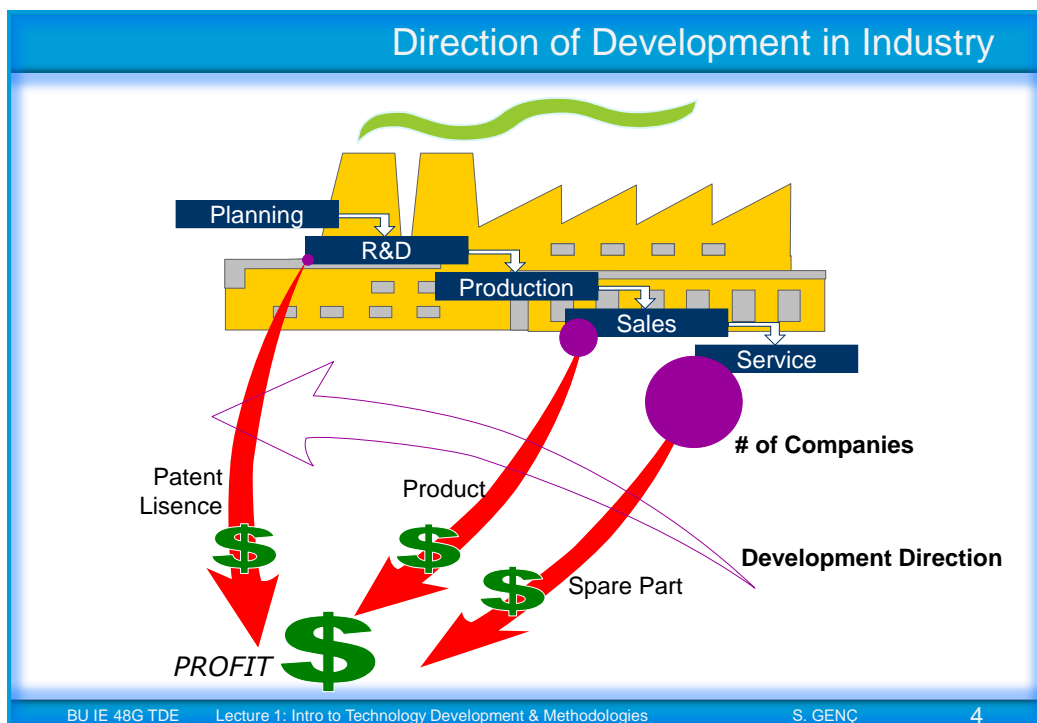 Direction of Development in Industry
Planning
R&D
Production
Sales
Service
# of Companies
Patent
Lisence
Product
$
$
Development Direction
$
Spare Part
PROFIT $
BU IE 48G TDE Lecture 1: Intro to Technology Development & Methodologies S. GENÇ 4